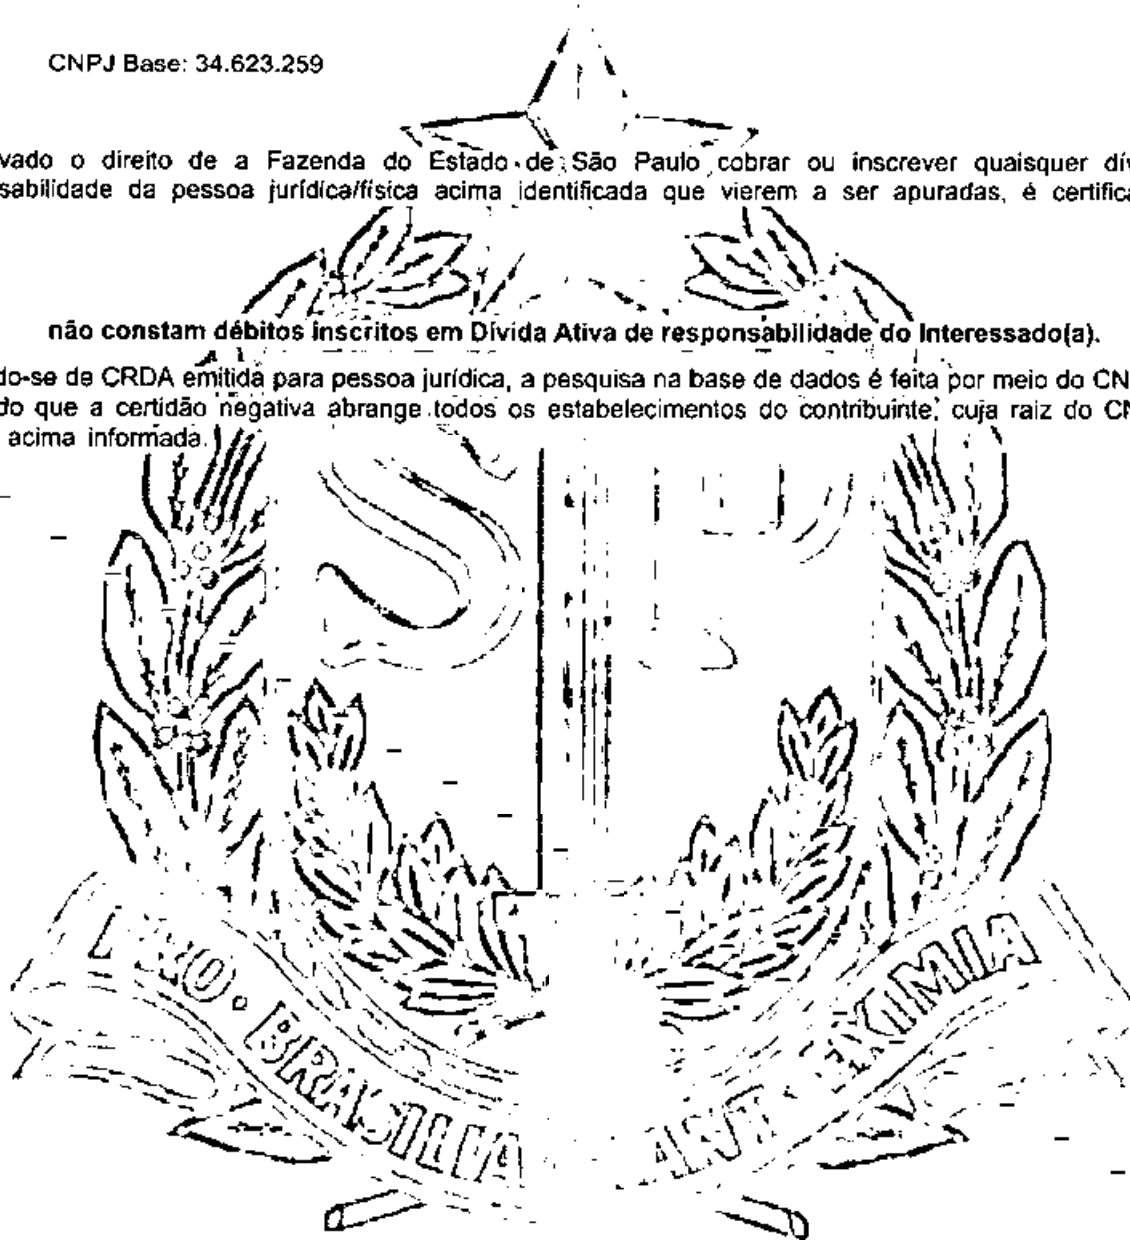 CNPJ Base: 34.623.259
vado o direito de a Fazenda do Estado de São Paulo cobrar ou inscrever quaisquer dív
sabilidade da pessoa jurídica/física acima identificada que vierem a ser apuradas, é certifica
não constam débitos inscritos em Dívida Ativa de responsabilidade do Interessado(a).
do-se de CRDA emitida para pessoa jurídica, a pesquisa na base de dados é feita por meio do CN
do que a certidão negativa abrange todos os estabelecimentos do contribuinte, cuja raiz do CN
acima informada.
BRASILIA EXIMIA